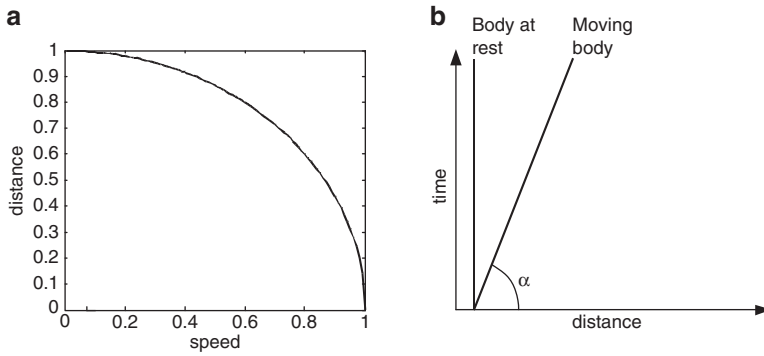 a
1
0.9
0.8
0.7
0.6
0.5
0.4
0.3
0.2
0.1
0
distance
0 0.2 0.4 0.6 0.8 1
speed
b
Body at rest
Moving body
time
α
distance